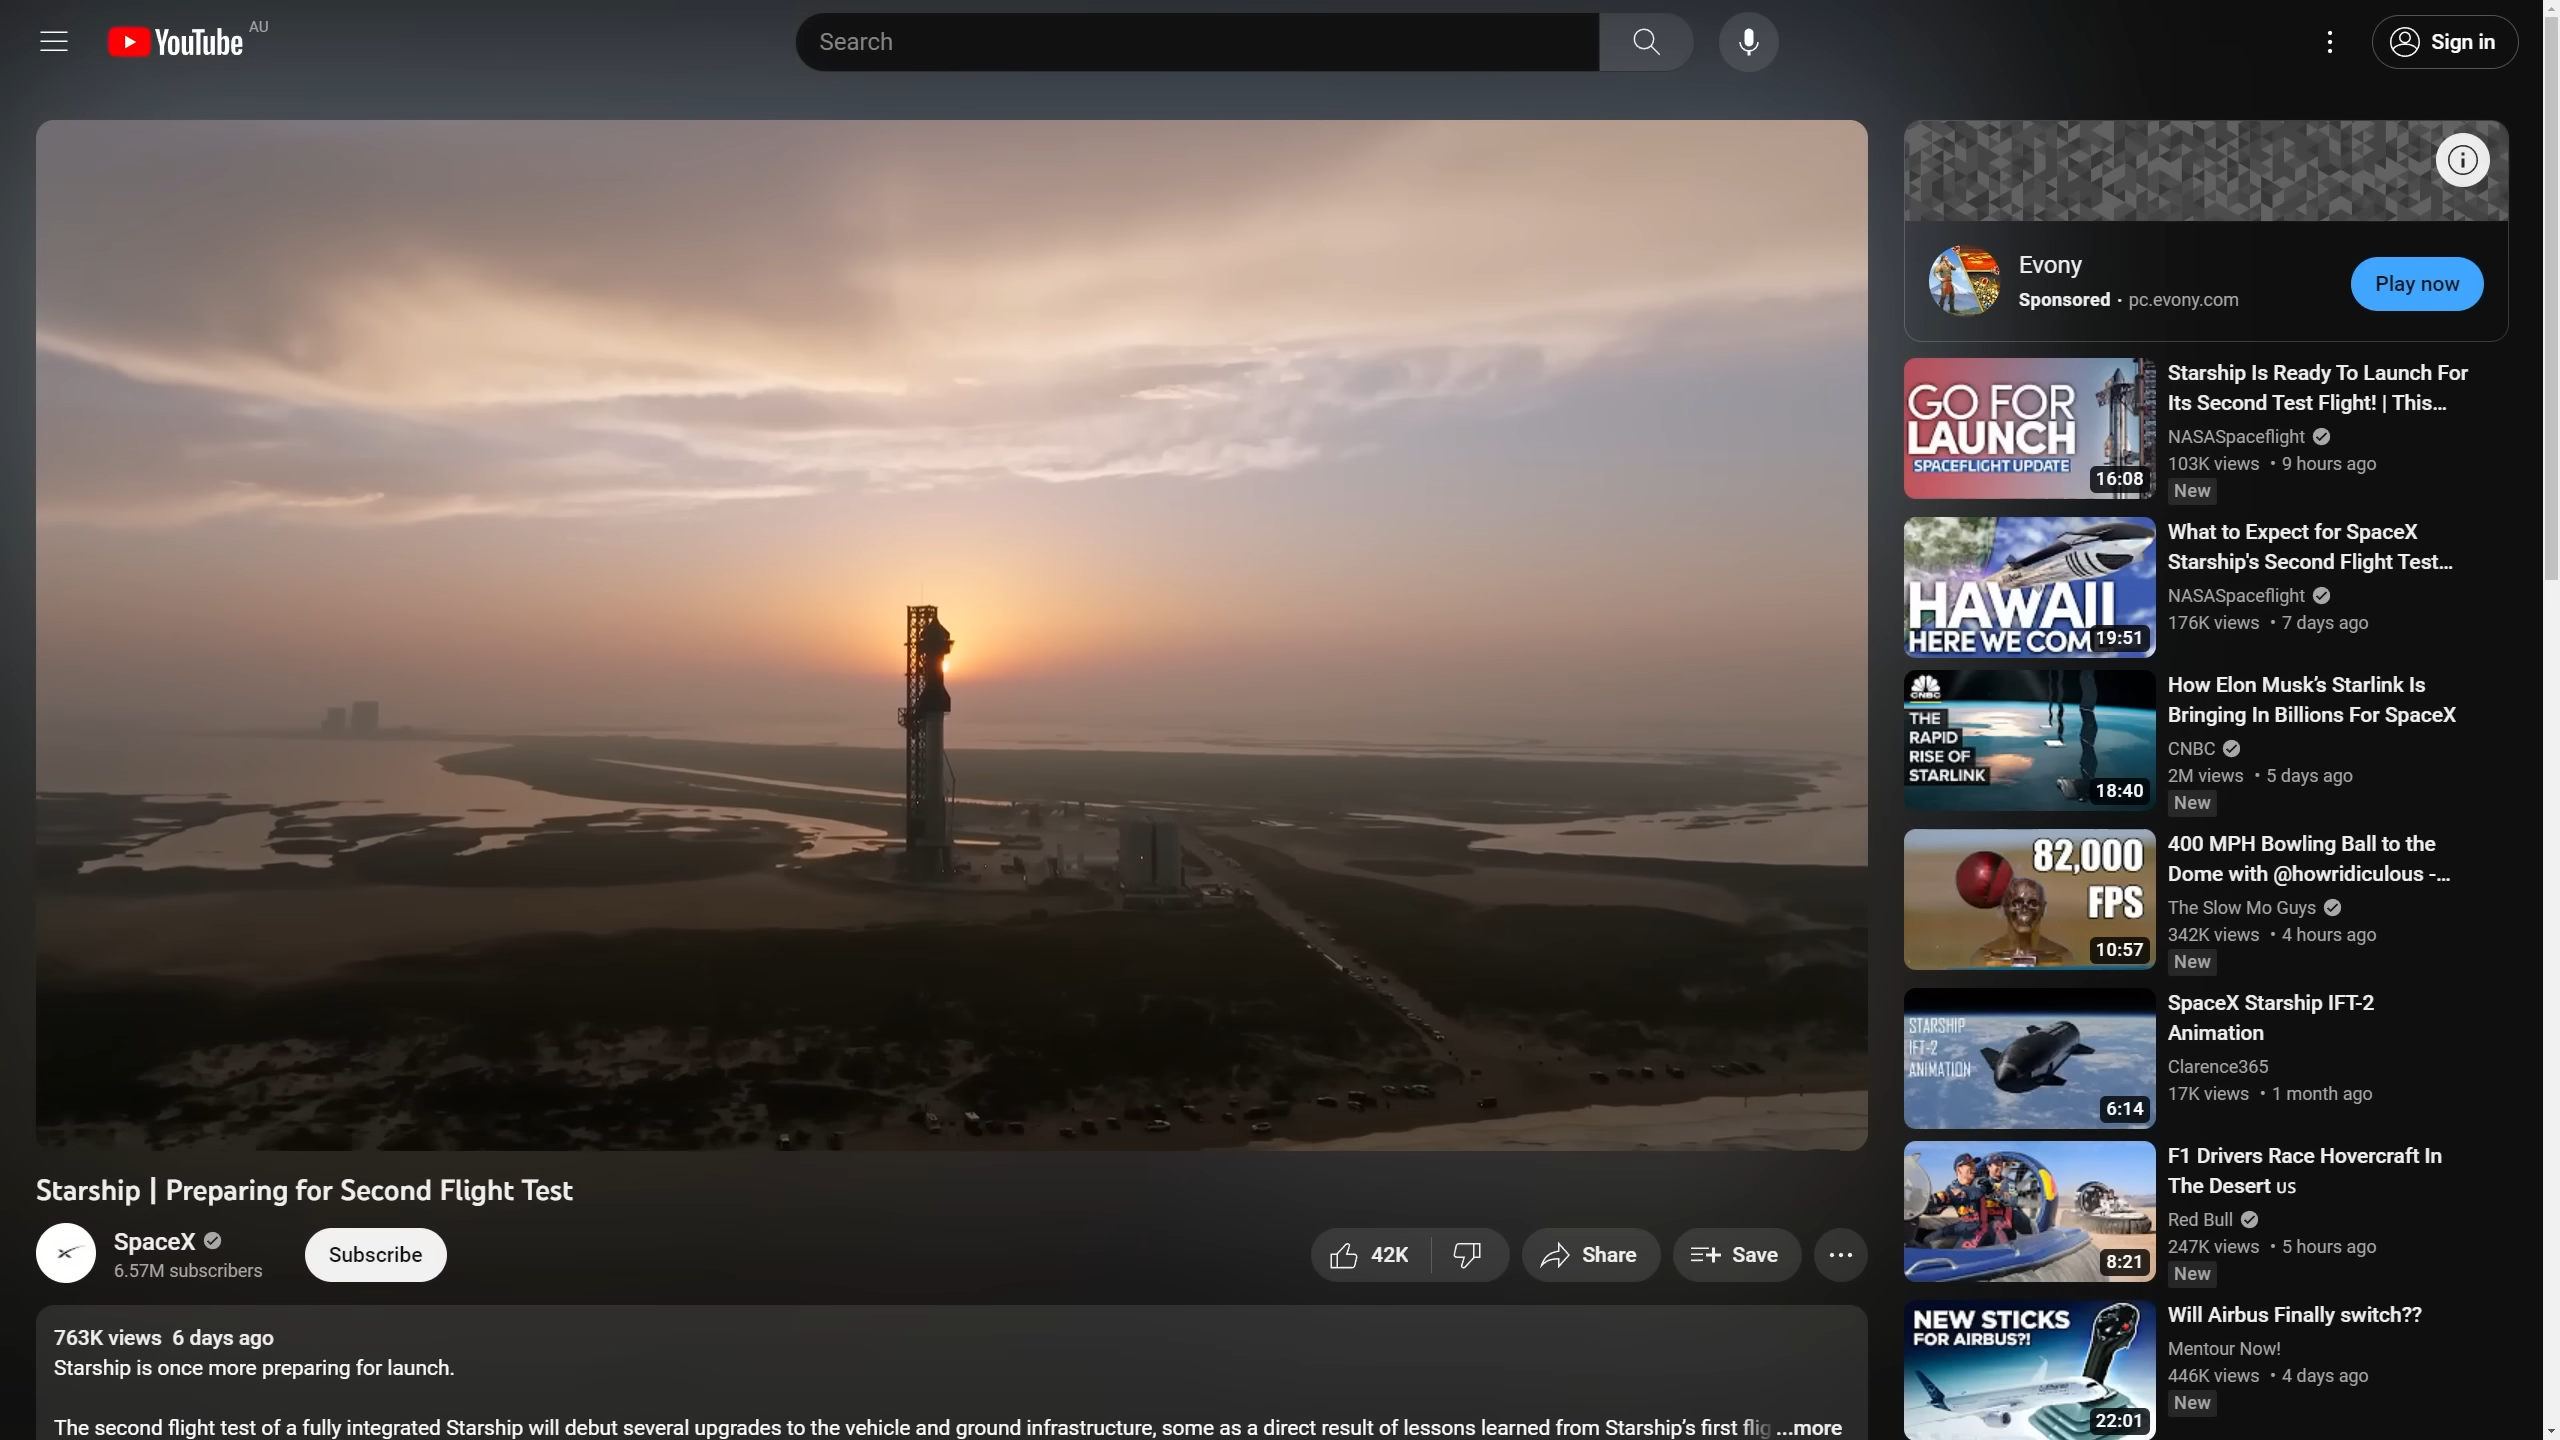 YouTube AU
Search
Sign in
Evony
Sponsored • pc.evony.com
Play now
GO FOR
LAUNCH
SPACEFLIGHT UPDATE
16:08
Starship Is Ready To Launch For
Its Second Test Flight! | This...
NASASpaceflight
103K views • 9 hours ago
New
HAWAII
HERE WE COM
19:51
What to Expect for SpaceX
Starship's Second Flight Test...
NASASpaceflight
176K views • 7 days ago
CNBC
THE
RAPID
RISE OF
STARLINK
18:40
How Elon Musk’s Starlink Is
Bringing In Billions For SpaceX
CNBC
2M views • 5 days ago
New
82,000
FPS
10:57
400 MPH Bowling Ball to the
Dome with @howridiculous -...
The Slow Mo Guys
342K views • 4 hours ago
New
STARSHIP
IFT-2
ANIMATION
6:14
SpaceX Starship IFT-2
Animation
Clarence365
17K views • 1 month ago
8:21
F1 Drivers Race Hovercraft In
The Desert US
Red Bull
247K views • 5 hours ago
New
NEW STICKS
FOR AIRBUS?!
22:01
Will Airbus Finally switch??
Mentour Now!
446K views • 4 days ago
New
Starship | Preparing for Second Flight Test
SpaceX
6.57M subscribers
Subscribe
42K
Share
Save
763K views 6 days ago
Starship is once more preparing for launch.
The second flight test of a fully integrated Starship will debut several upgrades to the vehicle and ground infrastructure, some as a direct result of lessons learned from Starship’s first flig ...more